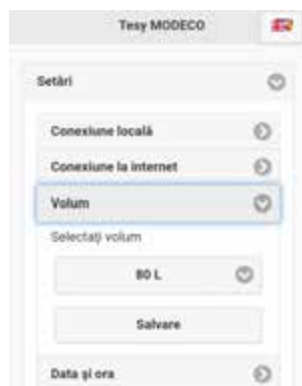 Tesy MODECO
Setări
Conexiune locală
Conexiune la internet
Volum
Selectați volum
80 L
Salvare
Data și ora